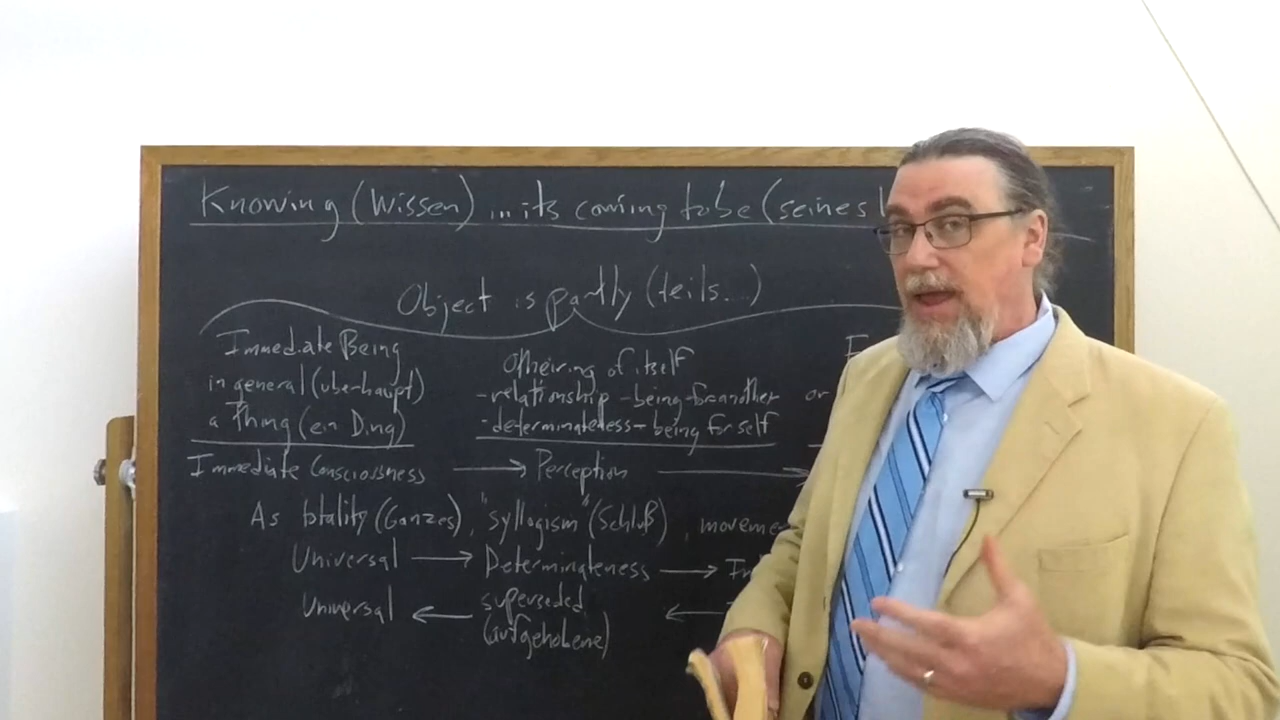 Knowing (Wissen) ... its coming to be (seines
Object is partly (teils...)
Immediate Being
in general (uberhaupt)
a Thing (ein Ding)
Othering of itself
-relationship - being-for-another or
-determinateness - being for self
Immediate Consciousness → Perception →
As totality (Ganzes), "syllogism" (Schluß), movemen
Universal → Determinateness → In
Universal ← superseded ←
(aufgehobene)